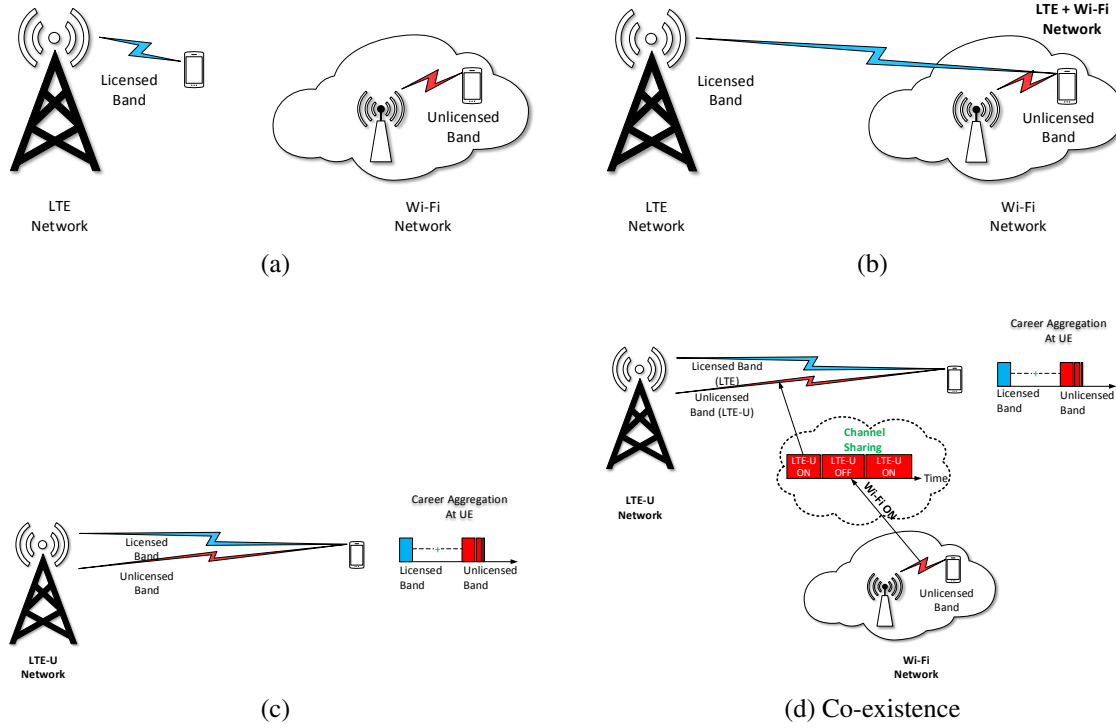 Licensed
Band
LTE
Network
Unlicensed
Band
Wi-Fi
Network
(a)
LTE + Wi-Fi
Network
Licensed
Band
LTE
Network
Unlicensed
Band
Wi-Fi
Network
(b)
Licensed
Band
Unlicensed
Band
LTE-U
Network
Career Aggregation
At UE
Licensed
Band
Unlicensed
Band
(c)
Licensed Band
(LTE)
Unlicensed
Band (LTE-U)
LTE-U
Network
Career Aggregation
At UE
Licensed
Band
Unlicensed
Band
Channel
Sharing
LTE-U
ON
LTE-U
OFF
LTE-U
ON
Time
Wi-Fi ON
Unlicensed
Band
Wi-Fi
Network
(d) Co-existence